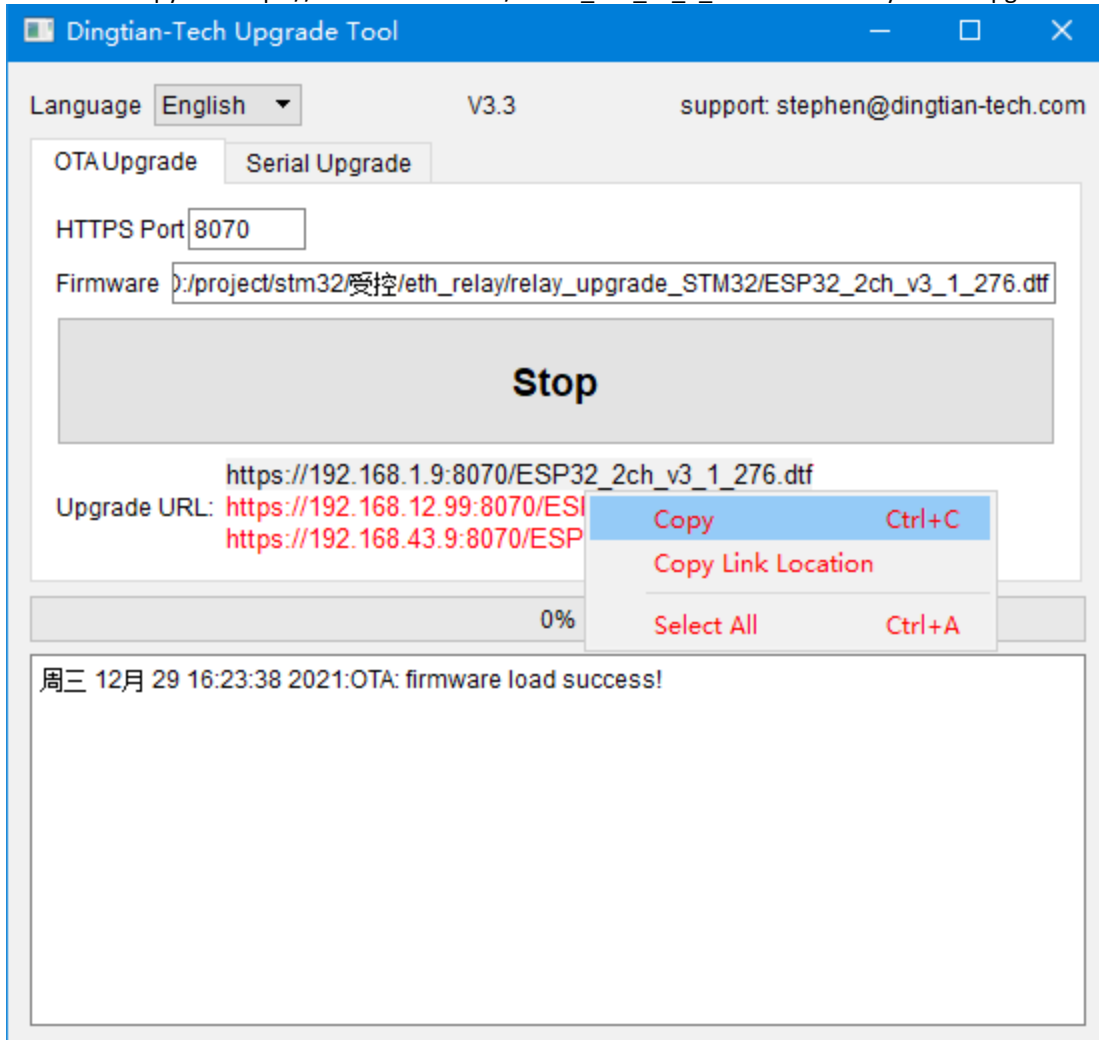 Dingtian-Tech Upgrade Tool
Language English V3.3 support: stephen@dingtian-tech.com
OTA Upgrade Serial Upgrade
HTTPS Port 8070
Firmware D:/project/stm32/受控/eth_relay/relay_upgrade_STM32/ESP32_2ch_v3_1_276.dtf
Stop
https://192.168.1.9:8070/ESP32_2ch_v3_1_276.dtf
Upgrade URL: https://192.168.12.99:8070/ESI
https://192.168.43.9:8070/ESP
Copy Ctrl+C
Copy Link Location
Select All Ctrl+A
0%
周三 12月 29 16:23:38 2021:OTA: firmware load success!